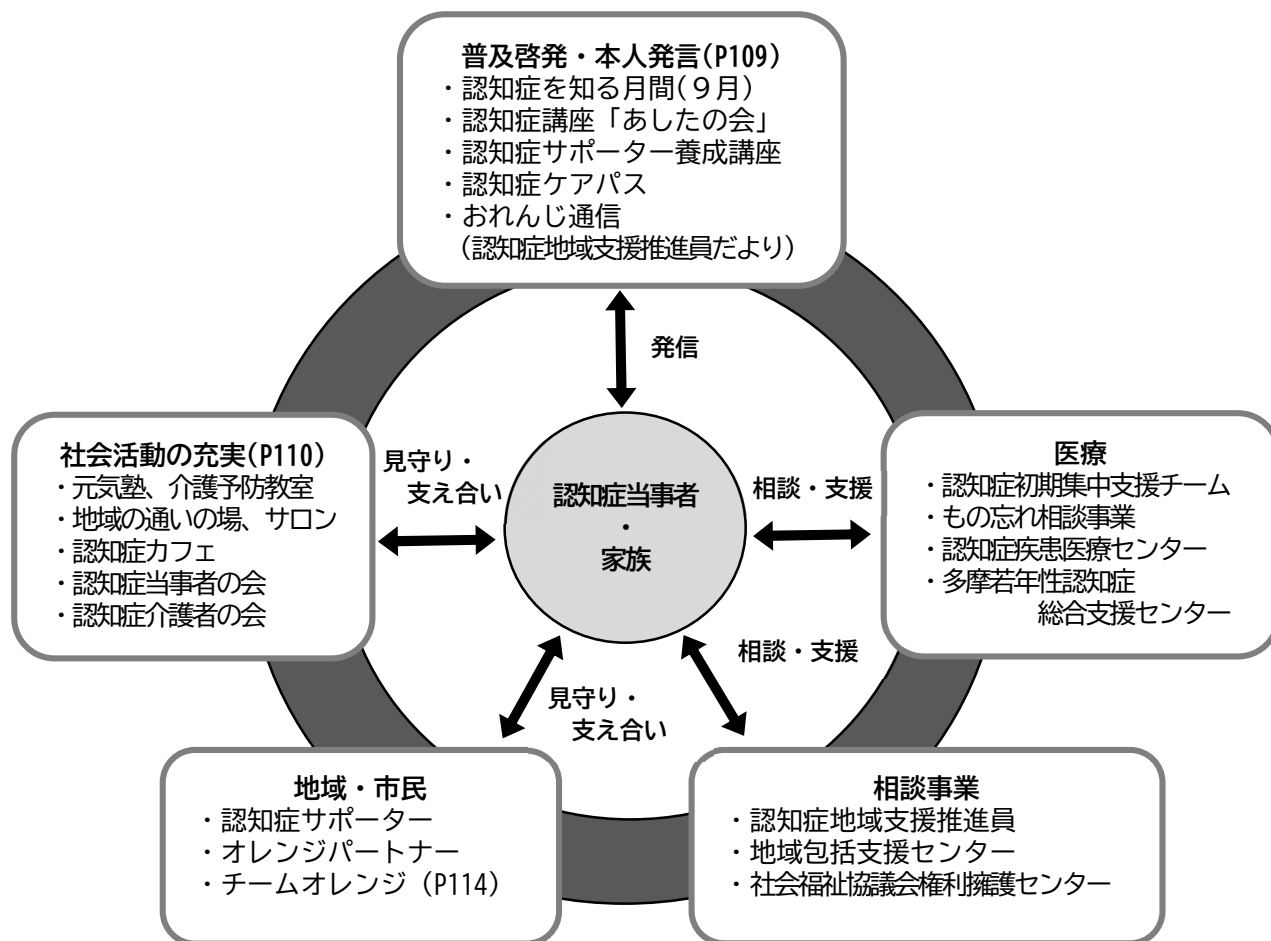 普及啓発・本人発言(P109)
・認知症を知る月間(９月)
・認知症講座「あしたの会」
・認知症サポーター養成講座
・認知症ケアパス
・おれんじ通信
(認知症地域支援推進員だより)
発信
社会活動の充実(P110)
・元気塾、介護予防教室
・地域の通いの場、サロン
・認知症カフェ
・認知症当事者の会
・認知症介護者の会
見守り・
支え合い
認知症当事者
・
家族
相談・支援
医療
・認知症初期集中支援チーム
・もの忘れ相談事業
・認知症疾患医療センター
・多摩若年性認知症
総合支援センター
見守り・
支え合い
相談・支援
地域・市民
・認知症サポーター
・オレンジパートナー
・チームオレンジ（P114）
相談事業
・認知症地域支援推進員
・地域包括支援センター
・社会福祉協議会権利擁護センター